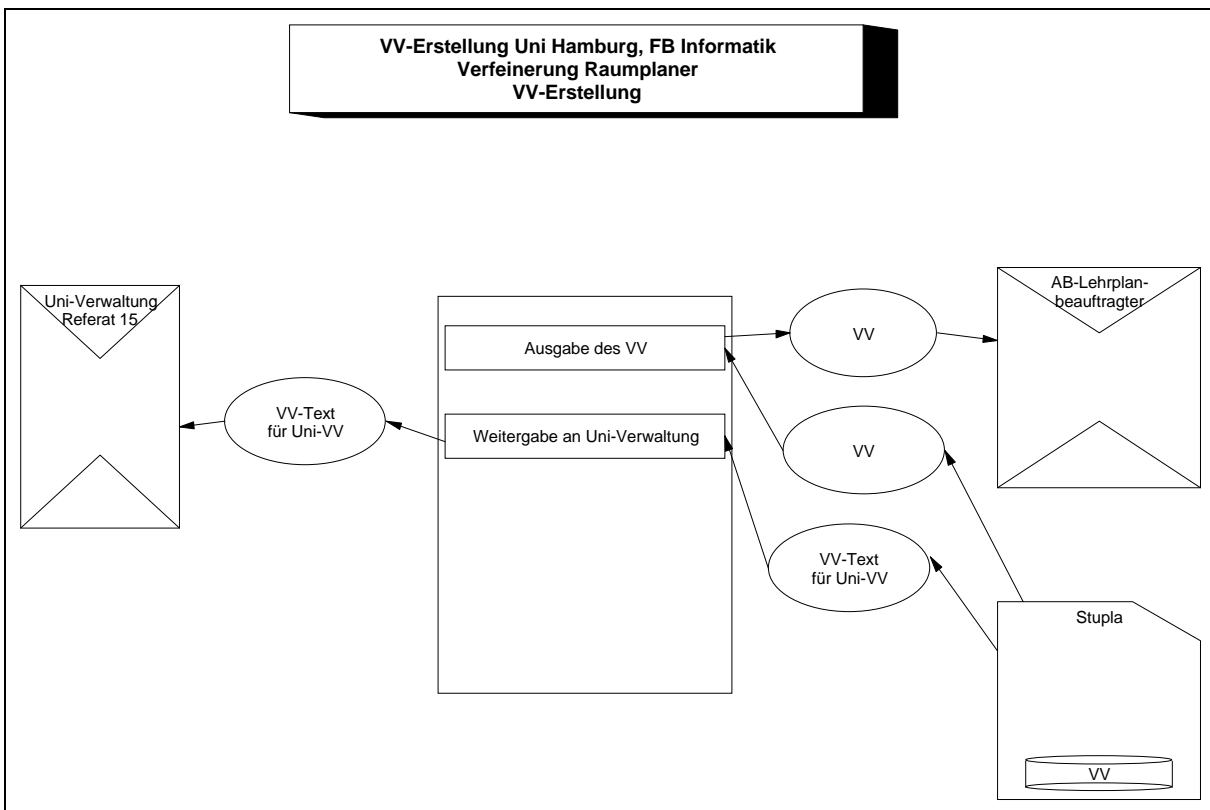 VV-Erstellung Uni Hamburg, FB Informatik
Verfeinerung Raumplaner
VV-Erstellung
Uni-Verwaltung
Referat 15
AB-Lehrplan-
beauftragter
Ausgabe des VV
VV
VV-Text
für Uni-VV
Weitergabe an Uni-Verwaltung
VV
VV-Text
für Uni-VV
Stupla
VV